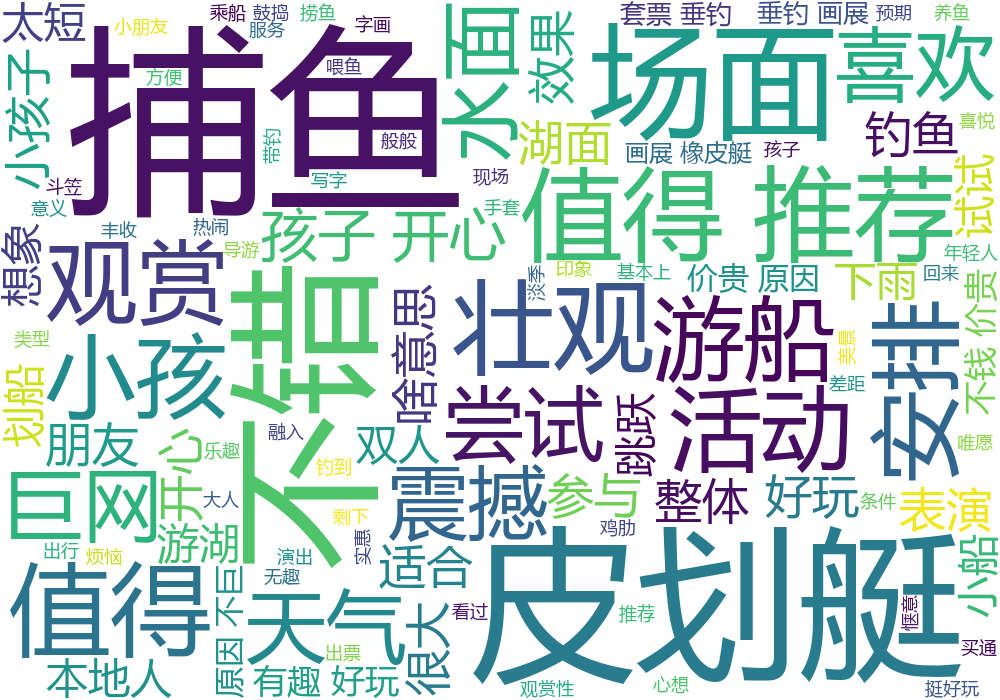 太短
小朋友
乘船
鼓捣
服务
捞鱼
字画
水面
效果
套票 垂钓
垂钓 画展
预期
养鱼
捕鱼
喂鱼
场面
喜欢
小孩子
方便
带钓
般般
湖面
画展 橡皮艇
孩子
钓鱼
喜悦
斗笠
写字
现场
值得 推荐
试试
意义
丰收
热闹
导游
孩子 开心
手套
年轻人
想象
观赏
不错
淡季
印象
基本上
价贵 原因
下雨
回来
啥意思
壮观
游船
安排
不钱 价贵
类型
小孩
美景
差距
划船
尝试
跳跃
活动
朋友
乐趣
融入
双人
唯愿
巨网
开心
大人
钓到
剩下
震撼
参与
整体
好玩
条件
表演
游湖
鸡肋
出行
烦恼
演出
实惠
适合
皮划艇
小船
值得
原因 不巨
无趣
天气
很大
看过
推荐
惬意
买通
出票
本地人
有趣 好玩
观赏性
心想
挺好玩